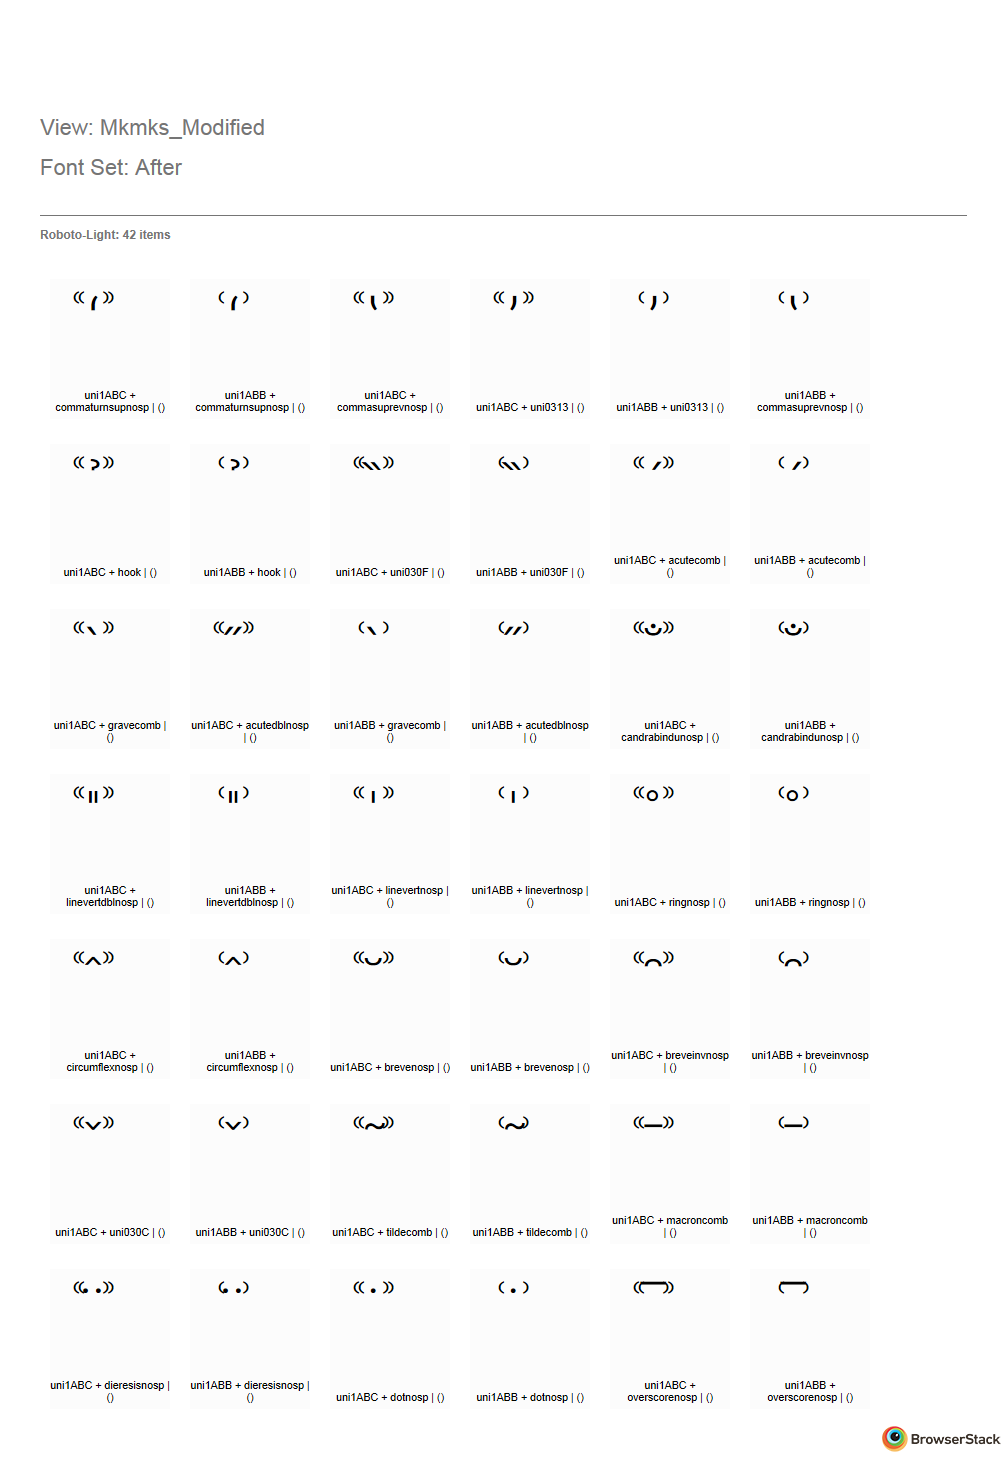 View: Mkmks_Modified
Font Set: After
Roboto-Light: 42 items
uni1ABC +
commaturnsupnosp | ()
uni1ABB +
commaturnsupnosp | ()
uni1ABC +
commasuprevnosp | ()
uni1ABC + uni0313 | ()
uni1ABB + uni0313 | ()
uni1ABB +
commasuprevnosp | ()
uni1ABC + hook | ()
uni1ABB + hook | ()
uni1ABC + uni030F | ()
uni1ABB + uni030F | ()
uni1ABC + acutecomb |
()
uni1ABB + acutecomb |
()
uni1ABC + gravecomb |
()
uni1ABC + acutedblnosp
| ()
uni1ABB + gravecomb |
()
uni1ABB + acutedblnosp
| ()
uni1ABC +
candrabindunosp | ()
uni1ABB +
candrabindunosp | ()
uni1ABC +
linevertdblnosp | ()
uni1ABB +
linevertdblnosp | ()
uni1ABC + linevertnosp |
()
uni1ABB + linevertnosp |
()
uni1ABC + ringnosp | ()
uni1ABB + ringnosp | ()
uni1ABC +
circumflexnosp | ()
uni1ABB +
circumflexnosp | ()
uni1ABC + brevenosp | ()
uni1ABB + brevenosp | ()
uni1ABC + breveinvnosp
| ()
uni1ABB + breveinvnosp
| ()
uni1ABC + uni030C | ()
uni1ABB + uni030C | ()
uni1ABC + tildecomb | ()
uni1ABB + tildecomb | ()
uni1ABC + macroncomb
| ()
uni1ABB + macroncomb
| ()
uni1ABC + dieresisnosp |
()
uni1ABB + dieresisnosp |
()
uni1ABC + dotnosp | ()
uni1ABB + dotnosp | ()
uni1ABC +
overscorenosp | ()
uni1ABB +
overscorenosp | ()
BrowserStack